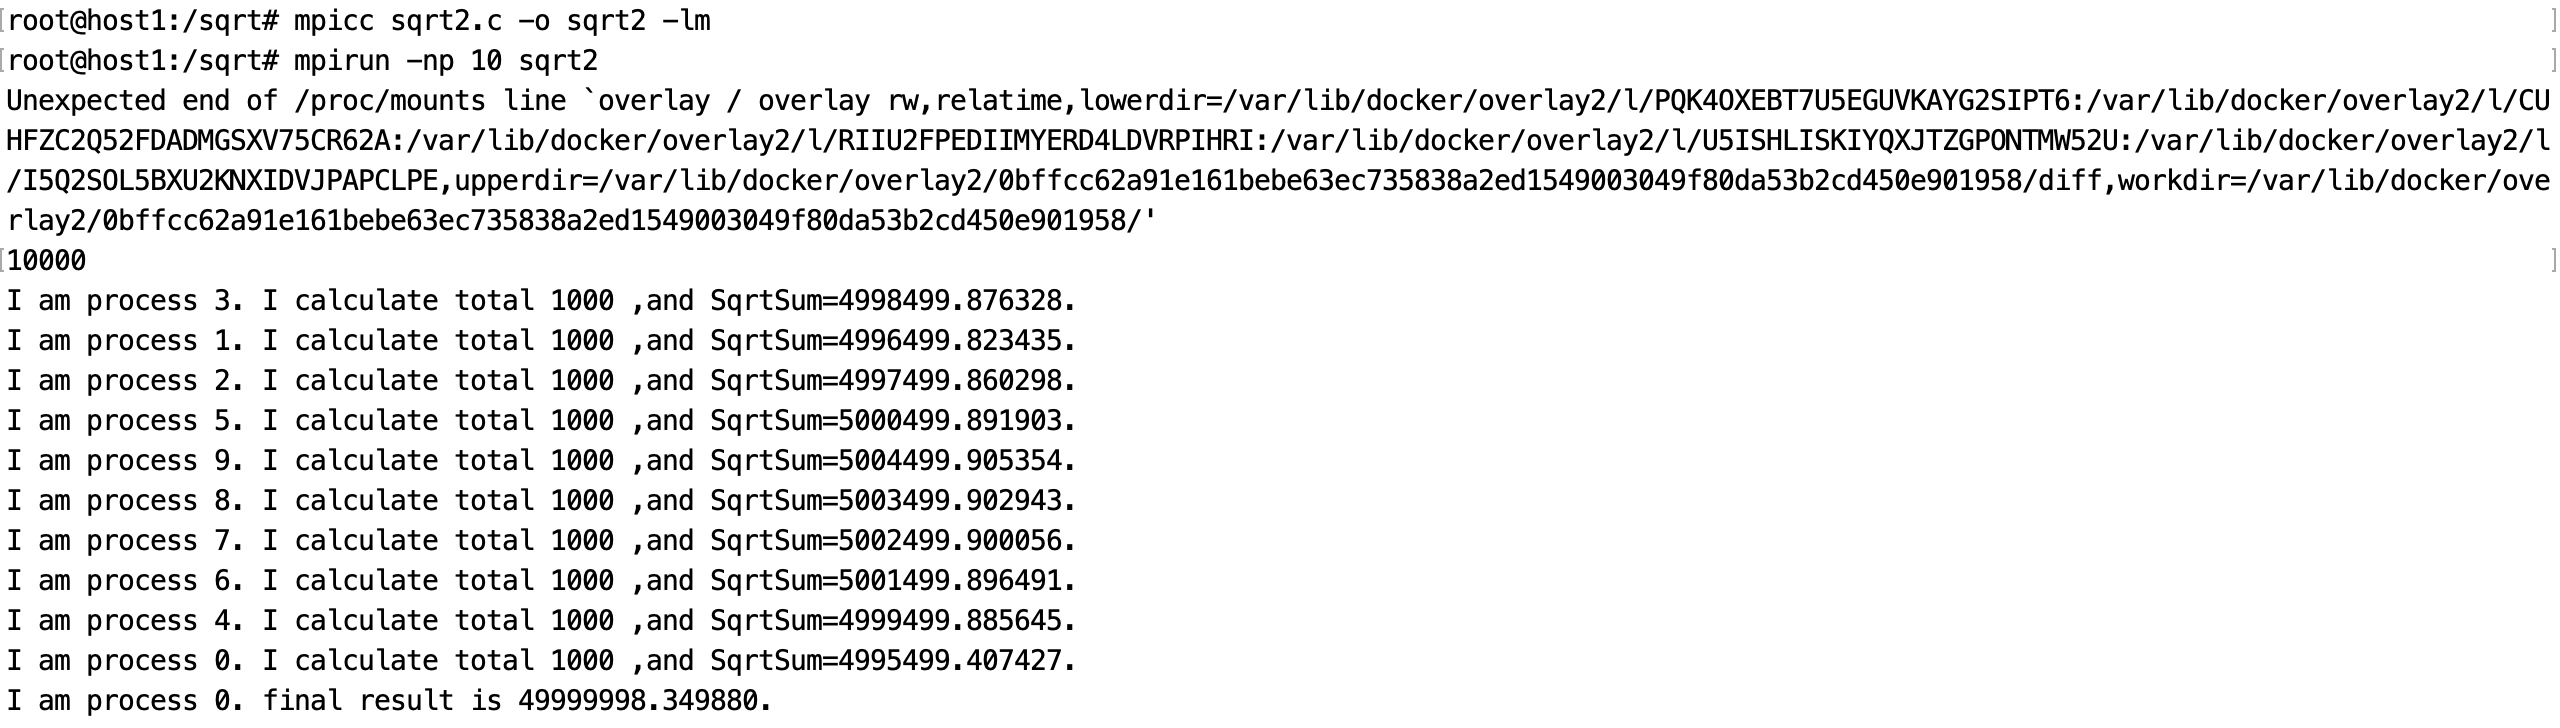 [root@host1:/sqrt# mpicc sqrt2.c -o sqrt2 -lm ]
[root@host1:/sqrt# mpirun -np 10 sqrt2 ]
Unexpected end of /proc/mounts line `overlay / overlay rw,relatime,lowerdir=/var/lib/docker/overlay2/l/PQK4OXEBT7U5EGUVKAYG2SIPT6:/var/lib/docker/overlay2/l/CU
HFZC2Q52FDADMGSXV75CR62A:/var/lib/docker/overlay2/l/RIIU2FPEDIIMYERD4LDVRPIHRI:/var/lib/docker/overlay2/l/U5ISHLISKIYQXJTZGPONTMW52U:/var/lib/docker/overlay2/l
/I5Q2SOL5BXU2KNXIDVJPAPCLPE,upperdir=/var/lib/docker/overlay2/0bffcc62a91e161bebe63ec735838a2ed1549003049f80da53b2cd450e901958/diff,workdir=/var/lib/docker/ove
rlay2/0bffcc62a91e161bebe63ec735838a2ed1549003049f80da53b2cd450e901958/'
[10000 ]
I am process 3. I calculate total 1000 ,and SqrtSum=4998499.876328.
I am process 1. I calculate total 1000 ,and SqrtSum=4996499.823435.
I am process 2. I calculate total 1000 ,and SqrtSum=4997499.860298.
I am process 5. I calculate total 1000 ,and SqrtSum=5000499.891903.
I am process 9. I calculate total 1000 ,and SqrtSum=5004499.905354.
I am process 8. I calculate total 1000 ,and SqrtSum=5003499.902943.
I am process 7. I calculate total 1000 ,and SqrtSum=5002499.900056.
I am process 6. I calculate total 1000 ,and SqrtSum=5001499.896491.
I am process 4. I calculate total 1000 ,and SqrtSum=4999499.885645.
I am process 0. I calculate total 1000 ,and SqrtSum=4995499.407427.
I am process 0. final result is 49999998.349880.